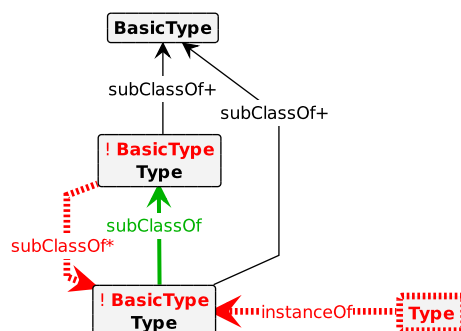 BasicType
subClassOf+
subClassOf+
! BasicType
Type
subClassOf
subClassOf*
! BasicType
Type
instanceOf
Type